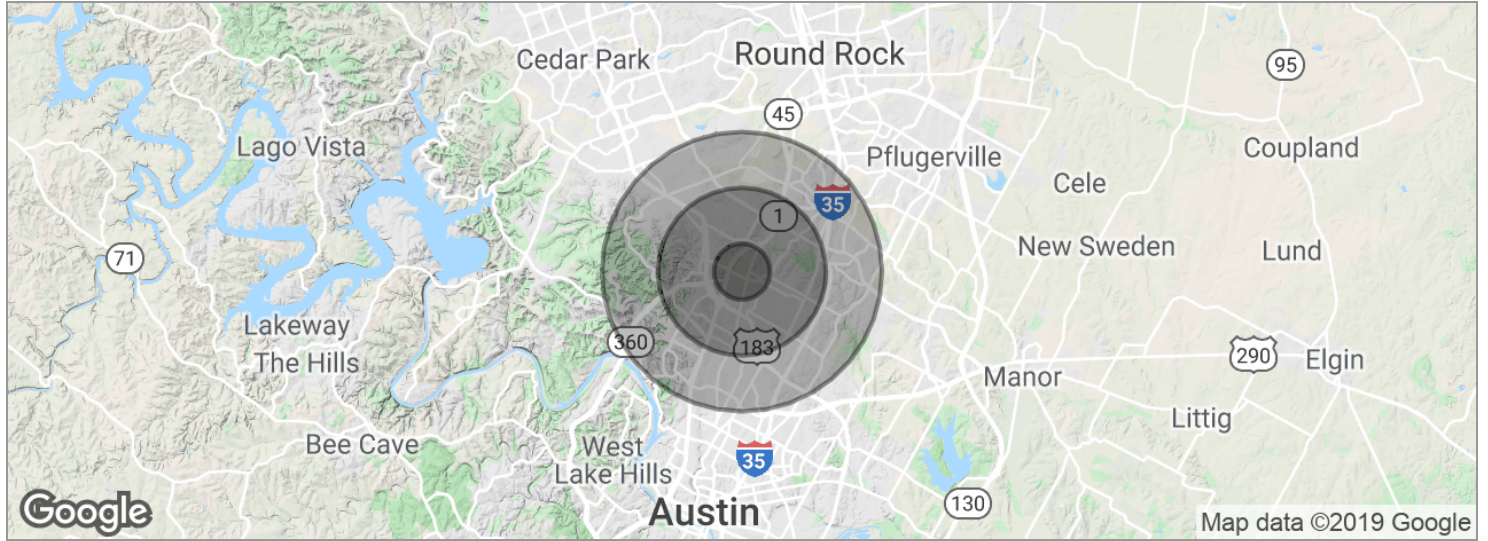 Cedar Park
Round Rock
95
45
Lago Vista
Pflugerville
Coupland
Cele
35
1
71
New Sweden
Lund
Lakeway
The Hills
360
183
290
Elgin
Manor
Littig
Bee Cave
West
Lake Hills
35
130
Google
Austin
Map data ©2019 Google